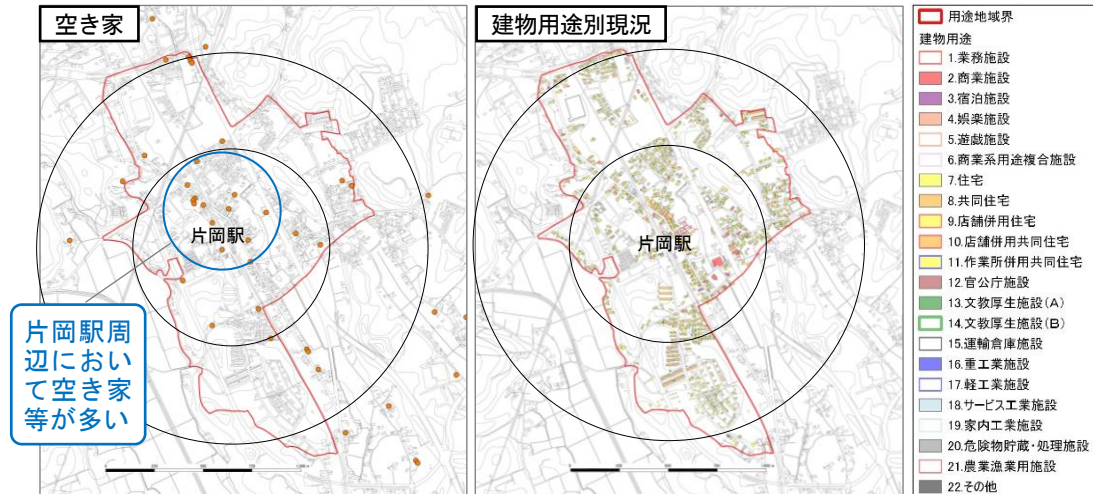 空き家
片岡駅
片岡駅周
辺におい
て空き家
等が多い
建物用途別現況
片岡駅
用途地域界
建物用途
1.業務施設
2.商業施設
3.宿泊施設
4.娯楽施設
5.遊戯施設
6.商業系用途複合施設
7.住宅
8.共同住宅
9.店舗併用住宅
10.店舗併用共同住宅
11.作業所併用共同住宅
12.官公庁施設
13.文教厚生施設(A)
14.文教厚生施設(B)
15.運輸倉庫施設
16.重工業施設
17.軽工業施設
18.サービス工業施設
19.家内工業施設
20.危険物貯蔵・処理施設
21.農業漁業用施設
22.その他